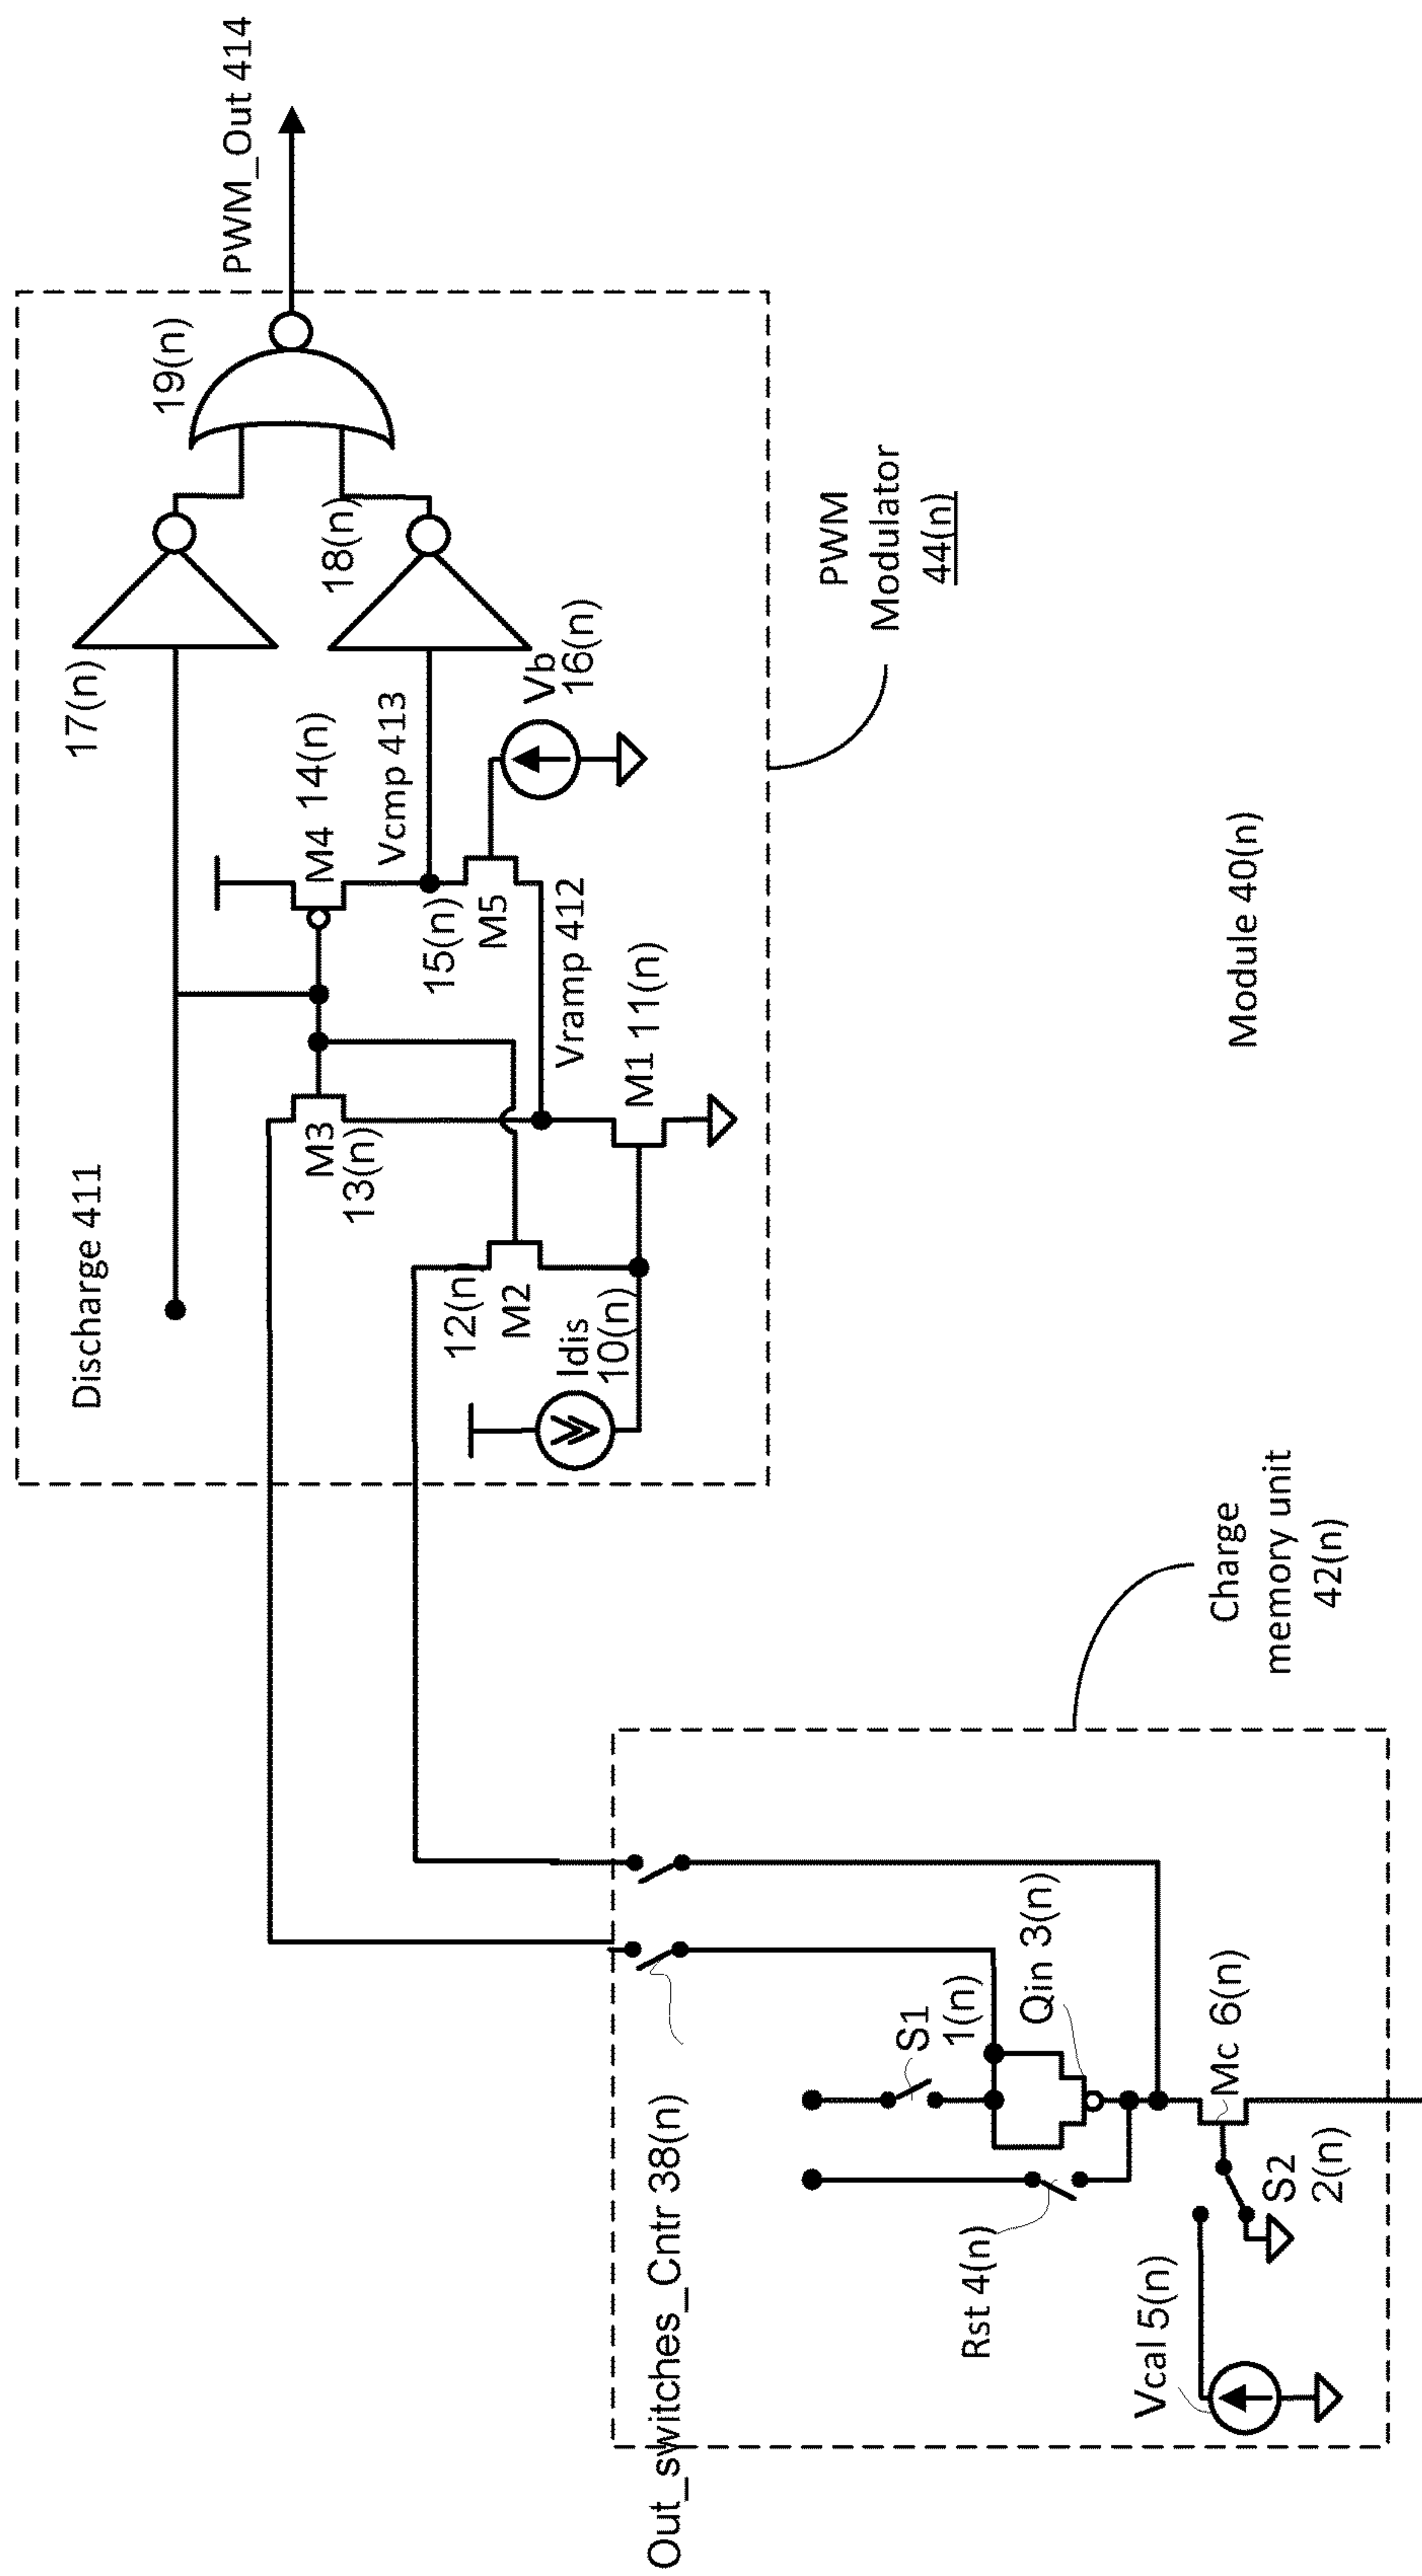 Discharge 411
17(n)
19(n)
PWM_Out 414
M3
13(n)
M4 14(n)
Vcmp 413
18(n)
12(n)
M2
15(n)
M5
Vb
16(n)
Idis
10(n)
Vramp 412
M1 11(n)
PWM
Modulator
44(n)
Out_switches_Cntr 38(n)
S1
1(n)
Qin 3(n)
Rst 4(n)
Vcal 5(n)
Mc 6(n)
S2
2(n)
Charge
memory unit
42(n)
Module 40(n)